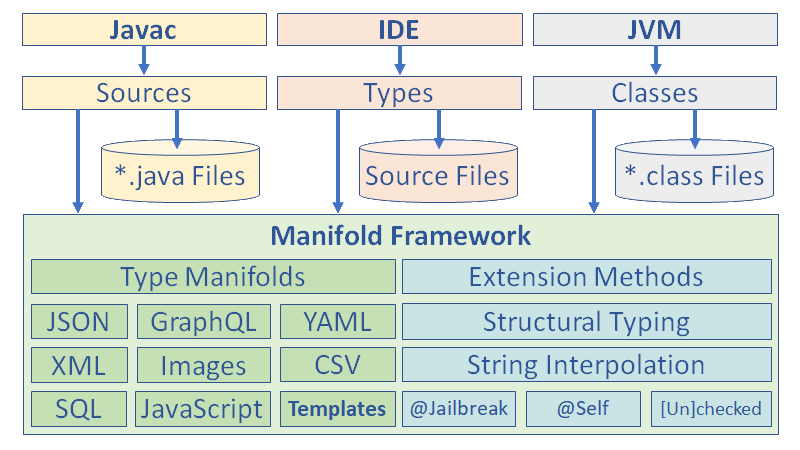 Javac IDE JVM
Sources Types Classes
*.java Files Source Files *.class Files
Manifold Framework
Type Manifolds Extension Methods
JSON GraphQL YAML Structural Typing
XML Images CSV String Interpolation
SQL JavaScript Templates @Jailbreak @Self [Un]checked